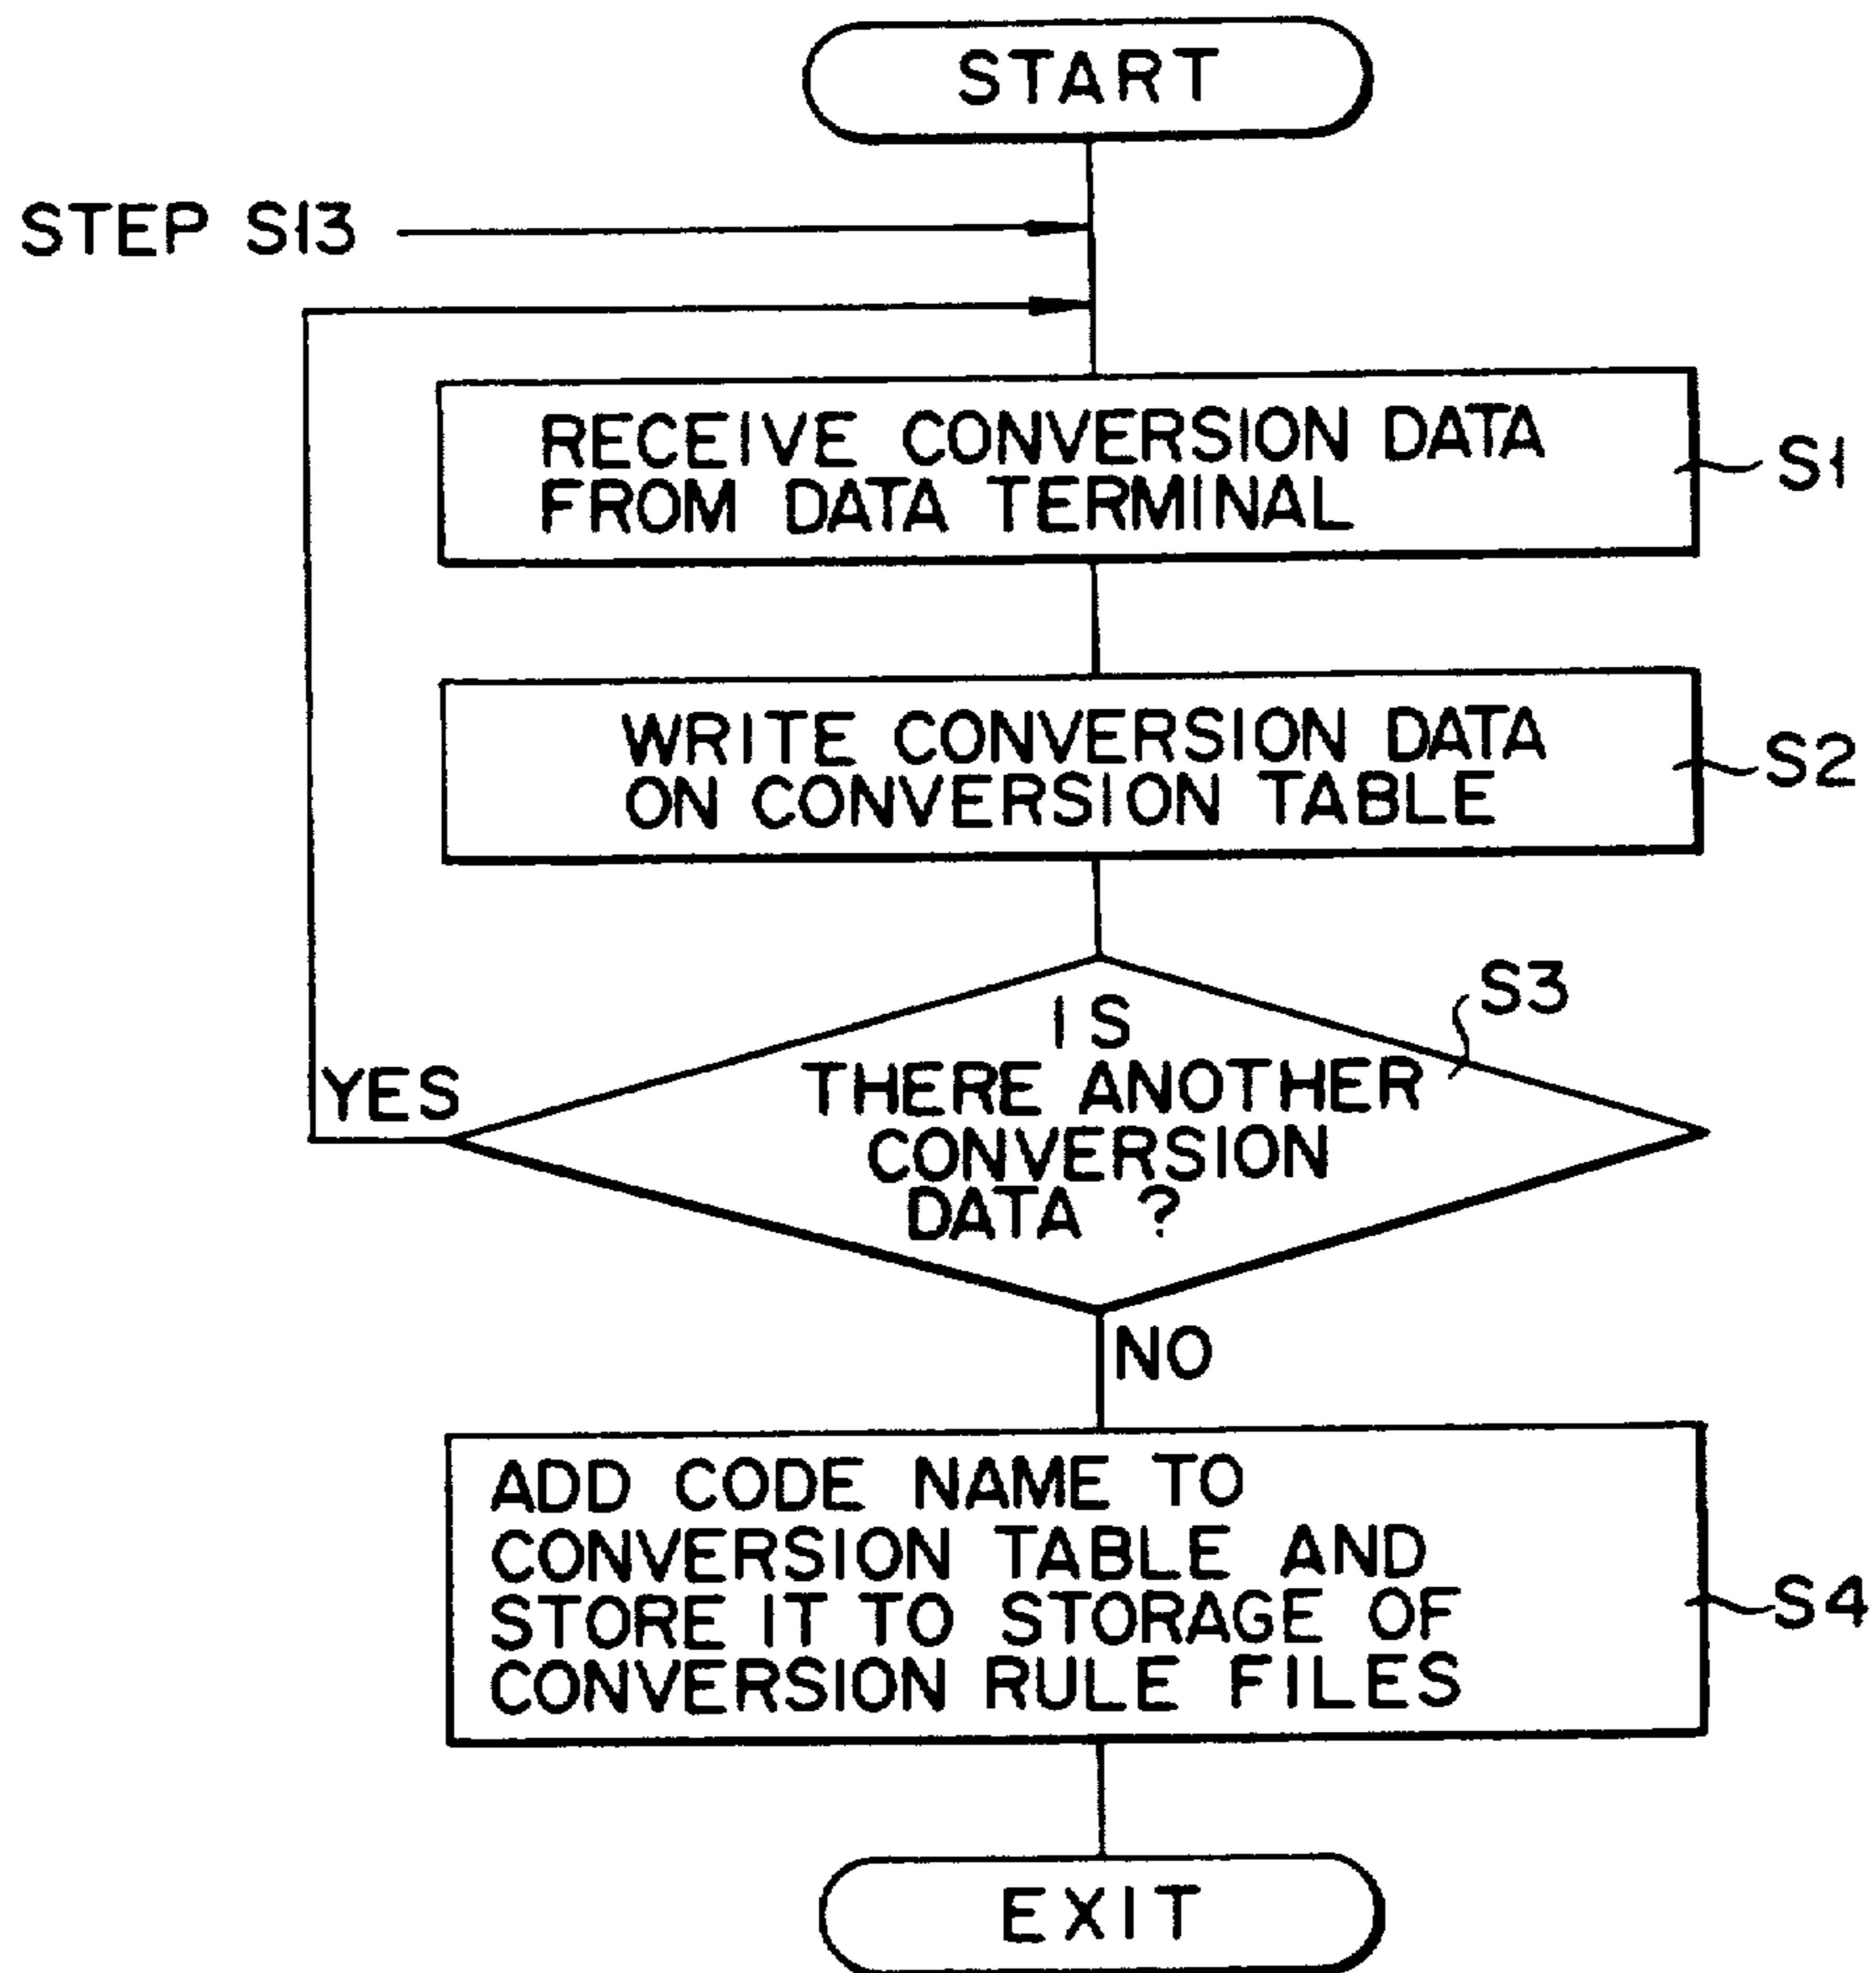 START
STEP S13
RECEIVE CONVERSION DATA
FROM DATA TERMINAL
S1
WRITE CONVERSION DATA
ON CONVERSION TABLE
S2
S3
IS
THERE ANOTHER
CONVERSION
DATA ?
YES
NO
ADD CODE NAME TO
CONVERSION TABLE AND
STORE IT TO STORAGE OF
CONVERSION RULE FILES
S4
EXIT